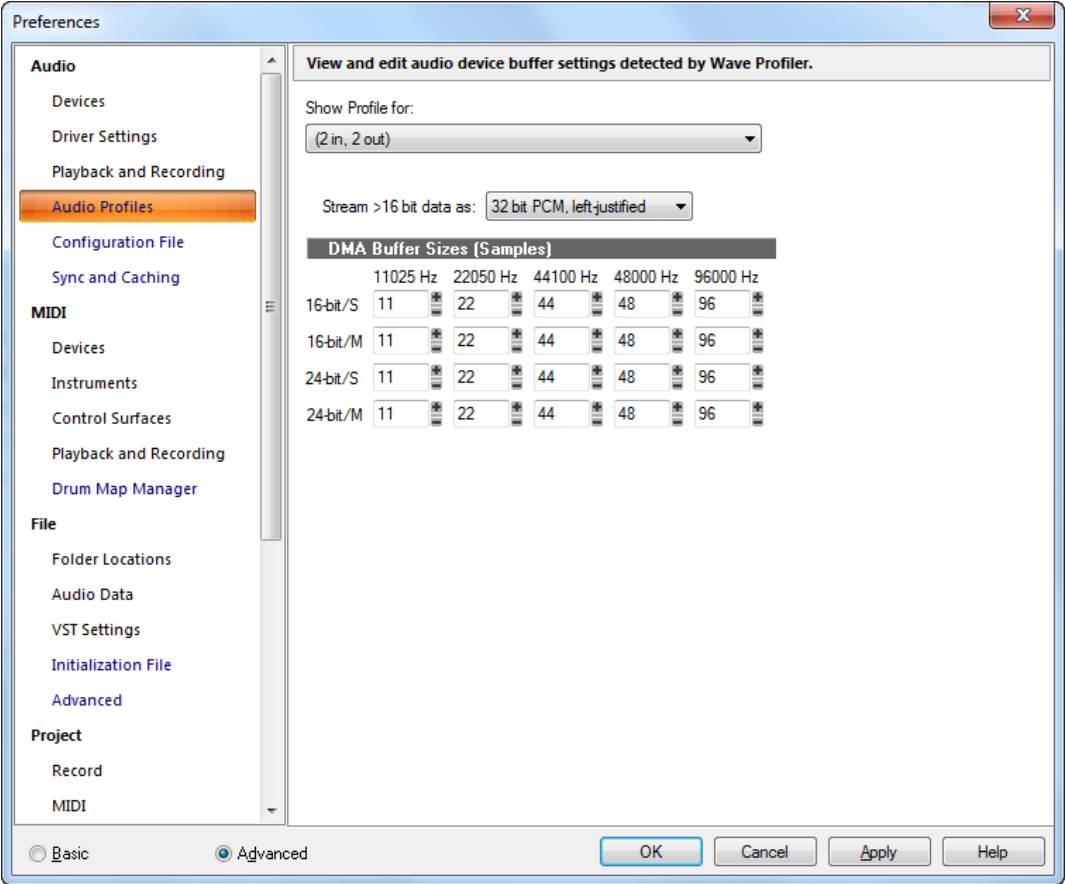 Preferences
Audio
Devices
Driver Settings
Playback and Recording
Audio Profiles
Configuration File
Sync and Caching
MIDI
Devices
Instruments
Control Surfaces
Playback and Recording
Drum Map Manager
File
Folder Locations
Audio Data
VST Settings
Initialization File
Advanced
Project
Record
MIDI
View and edit audio device buffer settings detected by Wave Profiler.
Show Profile for:
(2 in, 2 out)
Stream >16 bit data as: 32 bit PCM, left-justified
DMA Buffer Sizes (Samples)
11025 Hz 22050 Hz 44100 Hz 48000 Hz 96000 Hz
16-bit/S 11 22 44 48 96
16-bit/M 11 22 44 48 96
24-bit/S 11 22 44 48 96
24-bit/M 11 22 44 48 96
Basic Advanced OK Cancel Apply Help